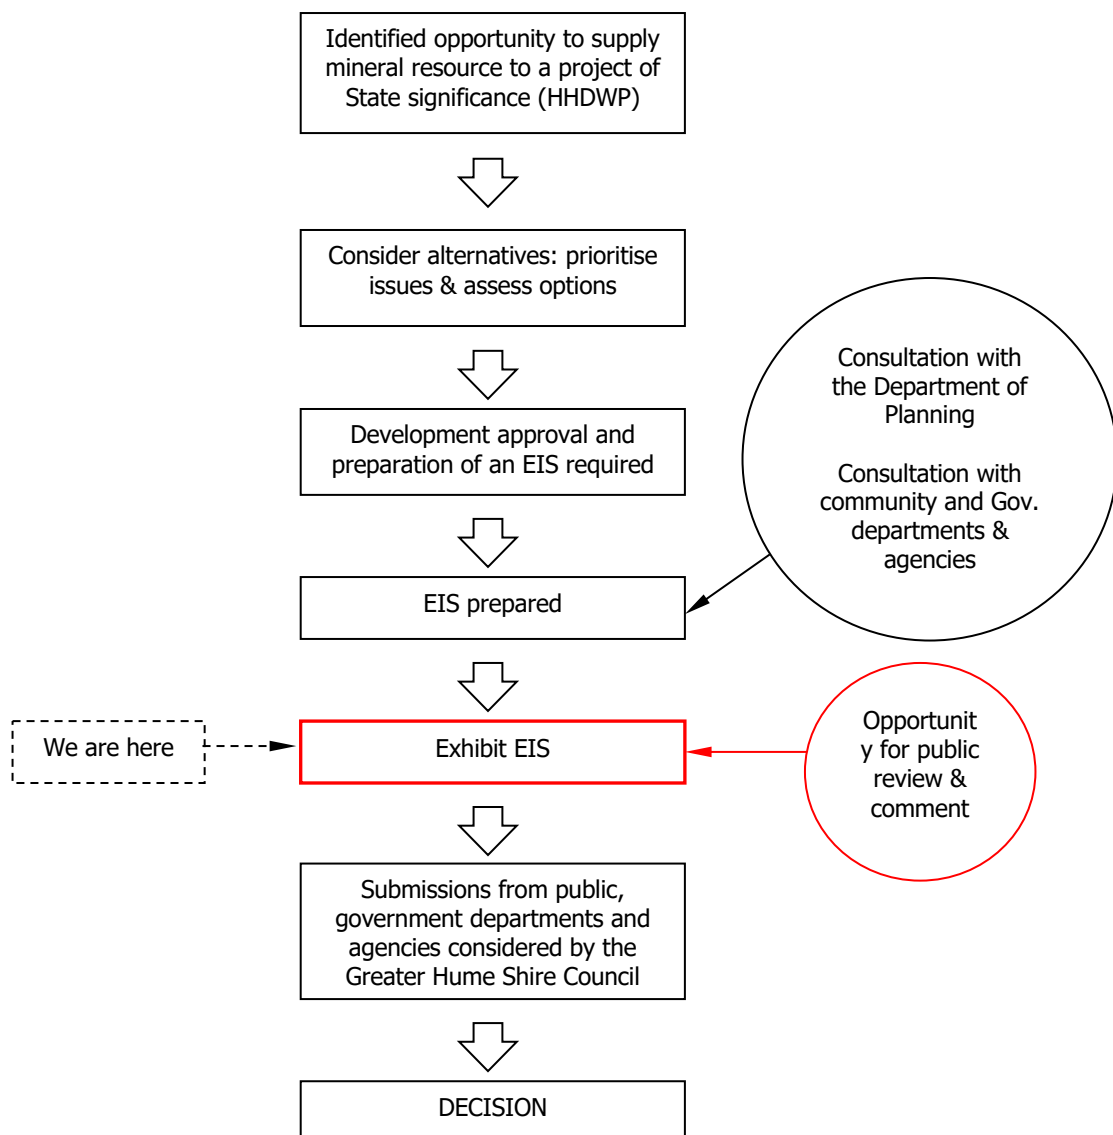 Identified opportunity to supply
mineral resource to a project of
State significance (HHDWP)
Consider alternatives: prioritise
issues & assess options
Consultation with
the Department of
Planning
Consultation with
community and Gov.
departments &
agencies
Development approval and
preparation of an EIS required
EIS prepared
We are here
Exhibit EIS
Opportunit
y for public
review &
comment
Submissions from public,
government departments and
agencies considered by the
Greater Hume Shire Council
DECISION